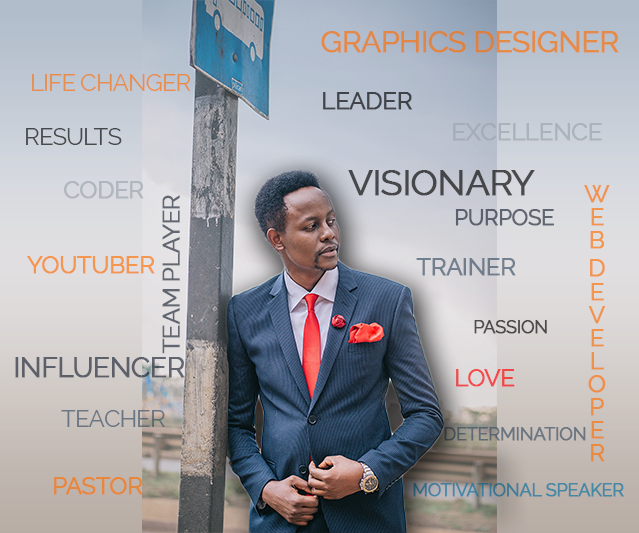 GRAPHICS DESIGNER
LIFE CHANGER
LEADER
RESULTS
EXCELLENCE
VISIONARY
CODER
WEB DEVELOPER
TEAM PLAYER
PURPOSE
YOUTUBER
TRAINER
PASSION
INFLUENCER
LOVE
TEACHER
DETERMINATION
PASTOR
MOTIVATIONAL SPEAKER